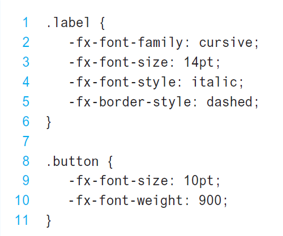 1 .label {
2 -fx-font-family: cursive;
3 -fx-font-size: 14pt;
4 -fx-font-style: italic;
5 -fx-border-style: dashed;
6 }
7
8 .button {
9 -fx-font-size: 10pt;
10 -fx-font-weight: 900;
11 }